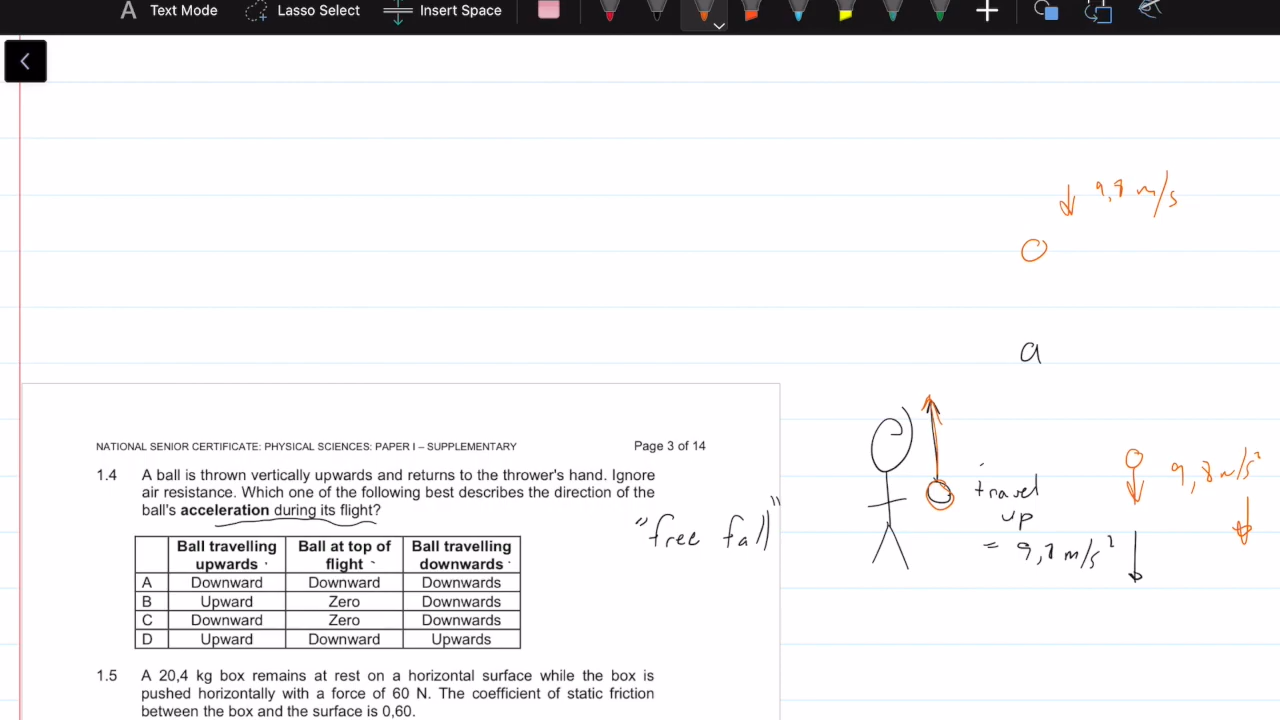 Text Mode
Lasso Select
Insert Space
9,8 m/s
a
NATIONAL SENIOR CERTIFICATE: PHYSICAL SCIENCES: PAPER I – SUPPLEMENTARY
Page 3 of 14
1.4 A ball is thrown vertically upwards and returns to the thrower's hand. Ignore
air resistance. Which one of the following best describes the direction of the
ball's acceleration during its flight?
"free fall"
travel
up
= 9,8 m/s²
9,8 m/s²
Ball travelling upwards Ball at top of flight Ball travelling downwards
A Downward Downward Downwards
B Upward Zero Downwards
C Downward Zero Downwards
D Upward Downward Upwards
1.5 A 20,4 kg box remains at rest on a horizontal surface while the box is
pushed horizontally with a force of 60 N. The coefficient of static friction
between the box and the surface is 0,60.